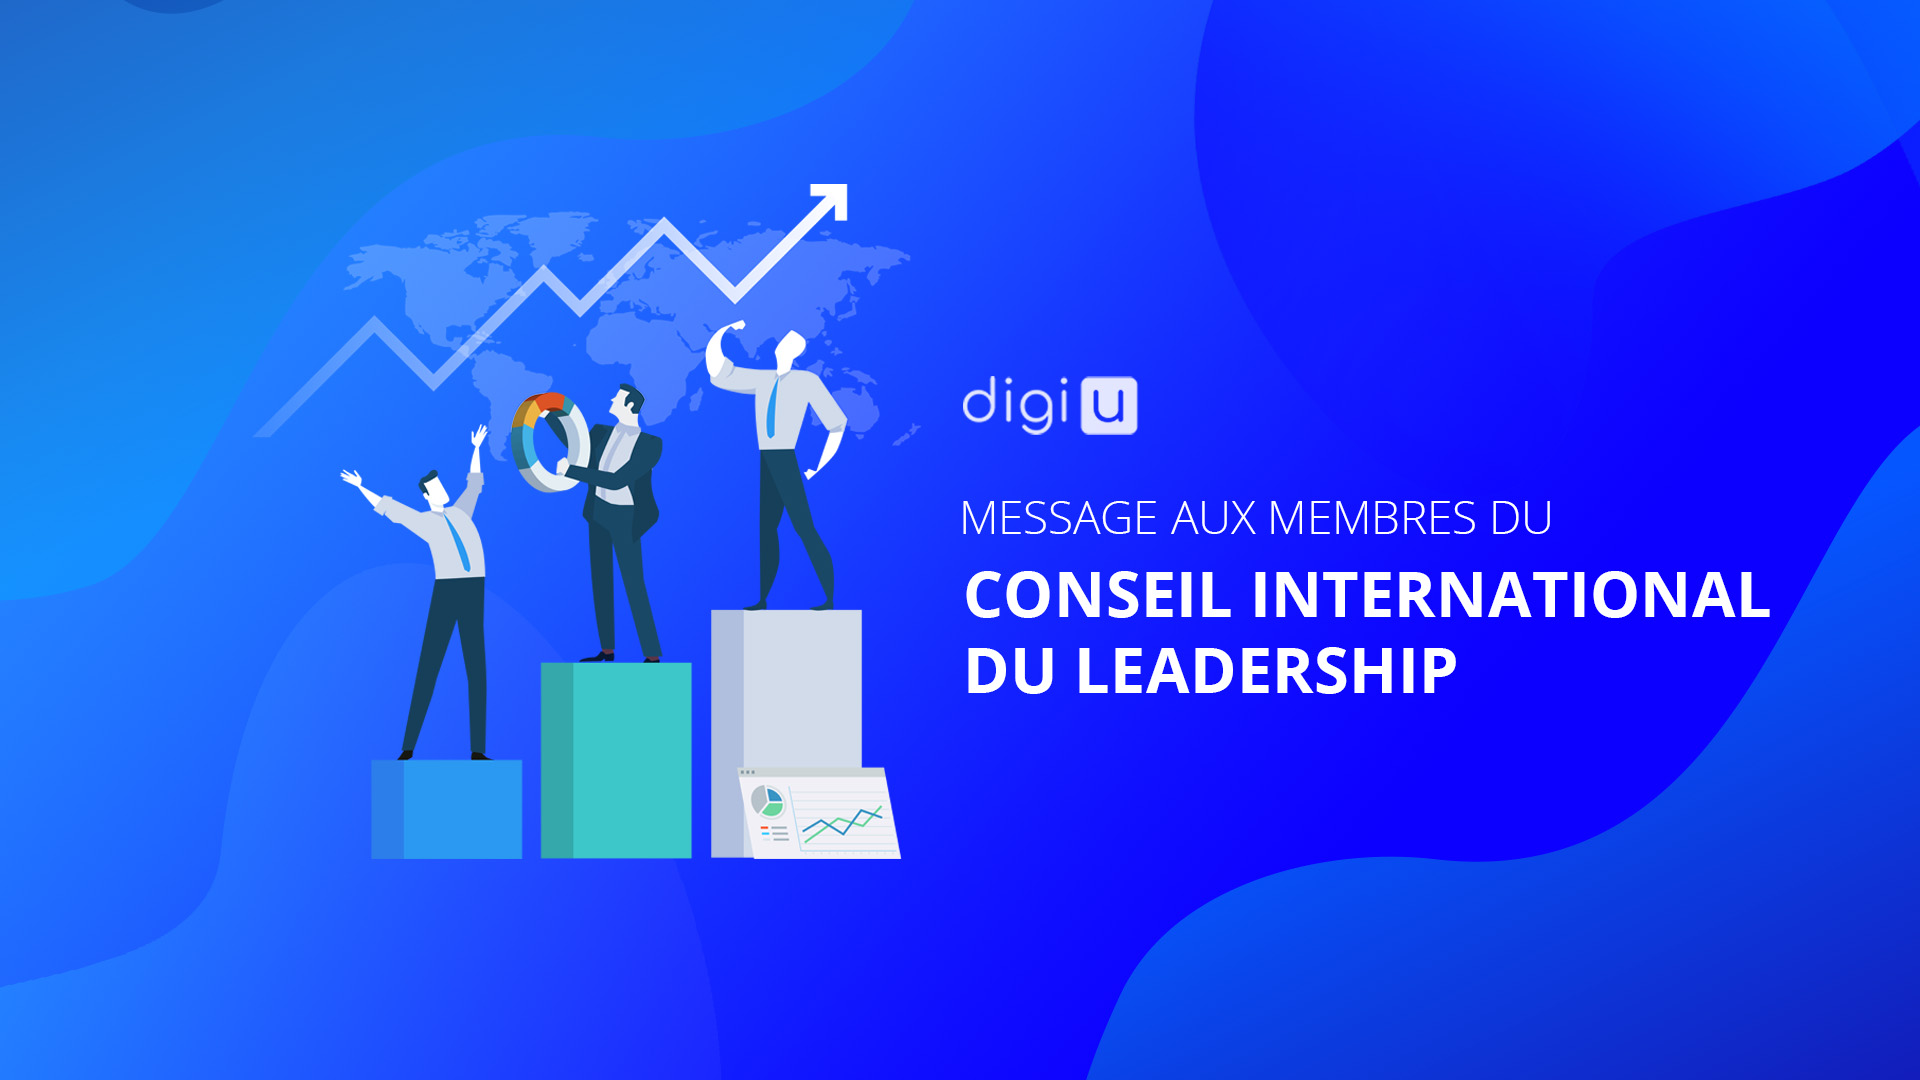 digi u
MESSAGE AUX MEMBRES DU
CONSEIL INTERNATIONAL
DU LEADERSHIP